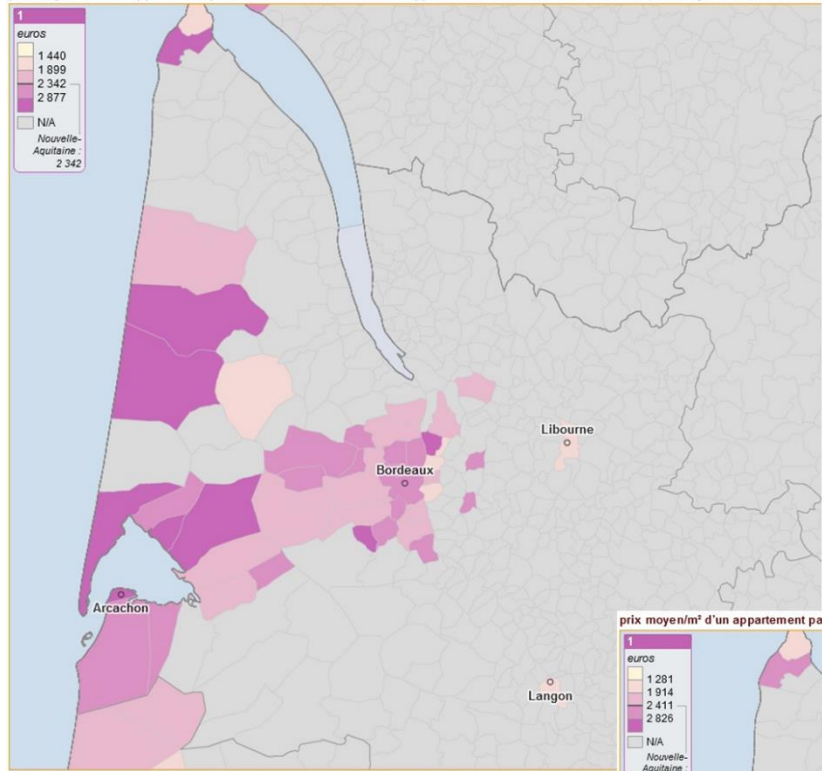 1
euros
1 440
1 899
2 342
2 877
N/A
Nouvelle-
Aquitaine :
2 342
Libourne
Bordeaux
Arcachon
Langon
prix moyen/m² d'un appartement pa
1
euros
1 281
1 914
2 411
2 826
N/A
Nouvelle-
Aquitaine :